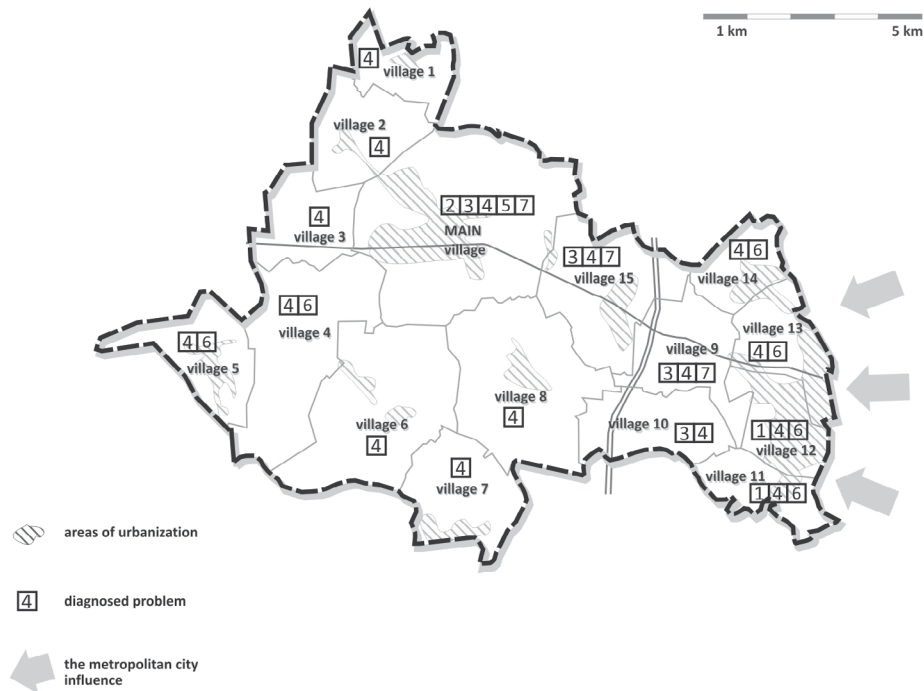 1 km 5 km
4
village 1
village 2
4
4
village 3
2 3 4 5 7
MAIN
village
3 4 7
village 15
4 6
village 14
4 6
village 4
village 13
4 6
4 6
village 5
village 9
3 4 7
village 8
4
village 6
4
village 10
3 4
1 4 6
village 12
4
village 7
village 11
1 4 6
areas of urbanization
4
diagnosed problem
the metropolitan city
influence